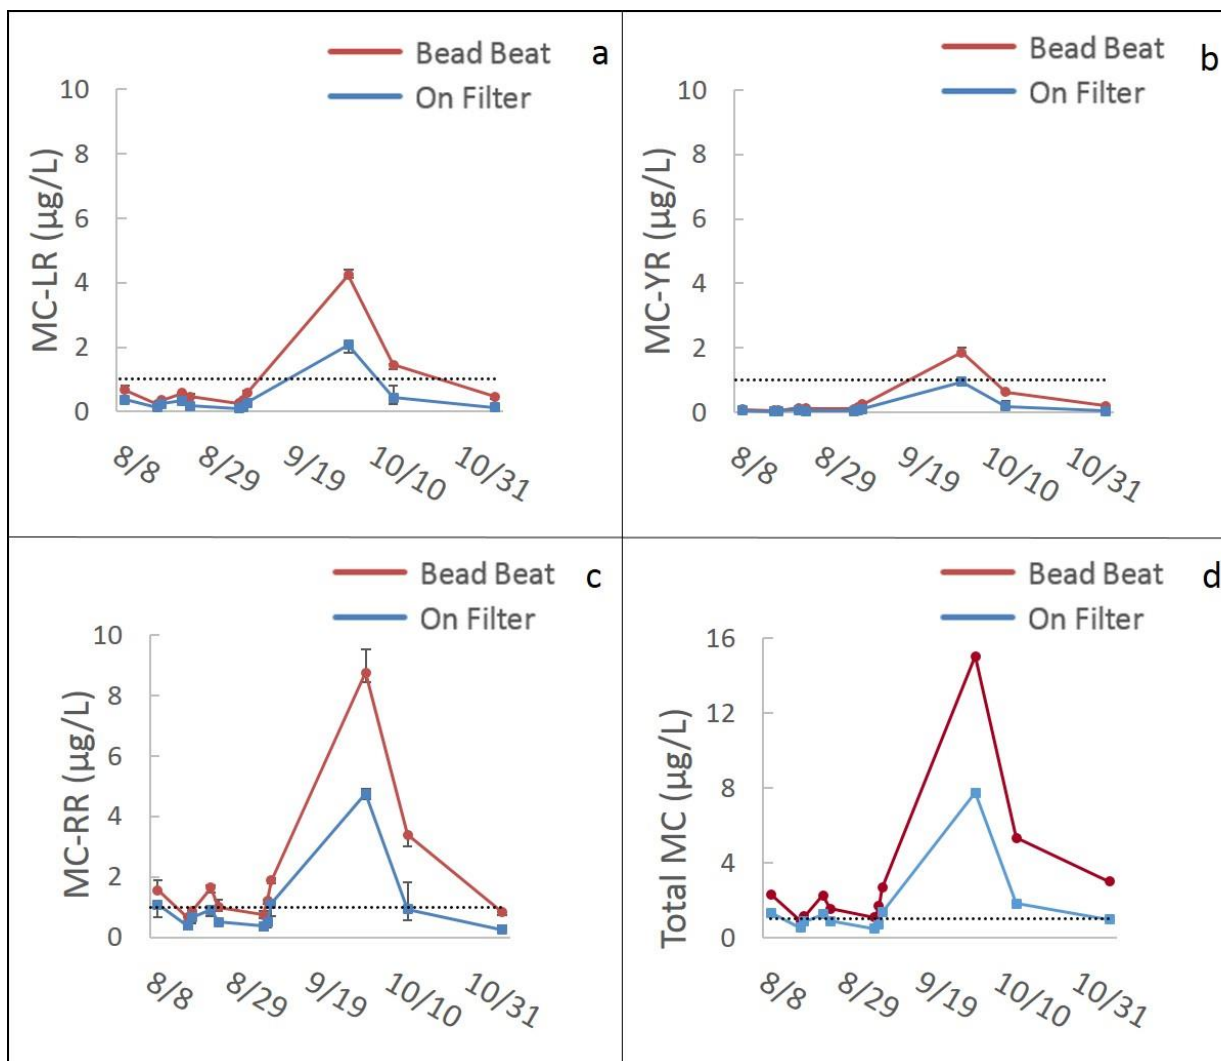 Bead Beat
On Filter
a
MC-LR (µg/L)
10
8
6
4
2
0
8/8
8/29
9/19
10/10
10/31
Bead Beat
On Filter
b
MC-YR (µg/L)
10
8
6
4
2
0
8/8
8/29
9/19
10/10
10/31
Bead Beat
On Filter
c
MC-RR (µg/L)
10
8
6
4
2
0
8/8
8/29
9/19
10/10
10/31
Bead Beat
On Filter
d
Total MC (µg/L)
16
12
8
4
0
8/8
8/29
9/19
10/10
10/31